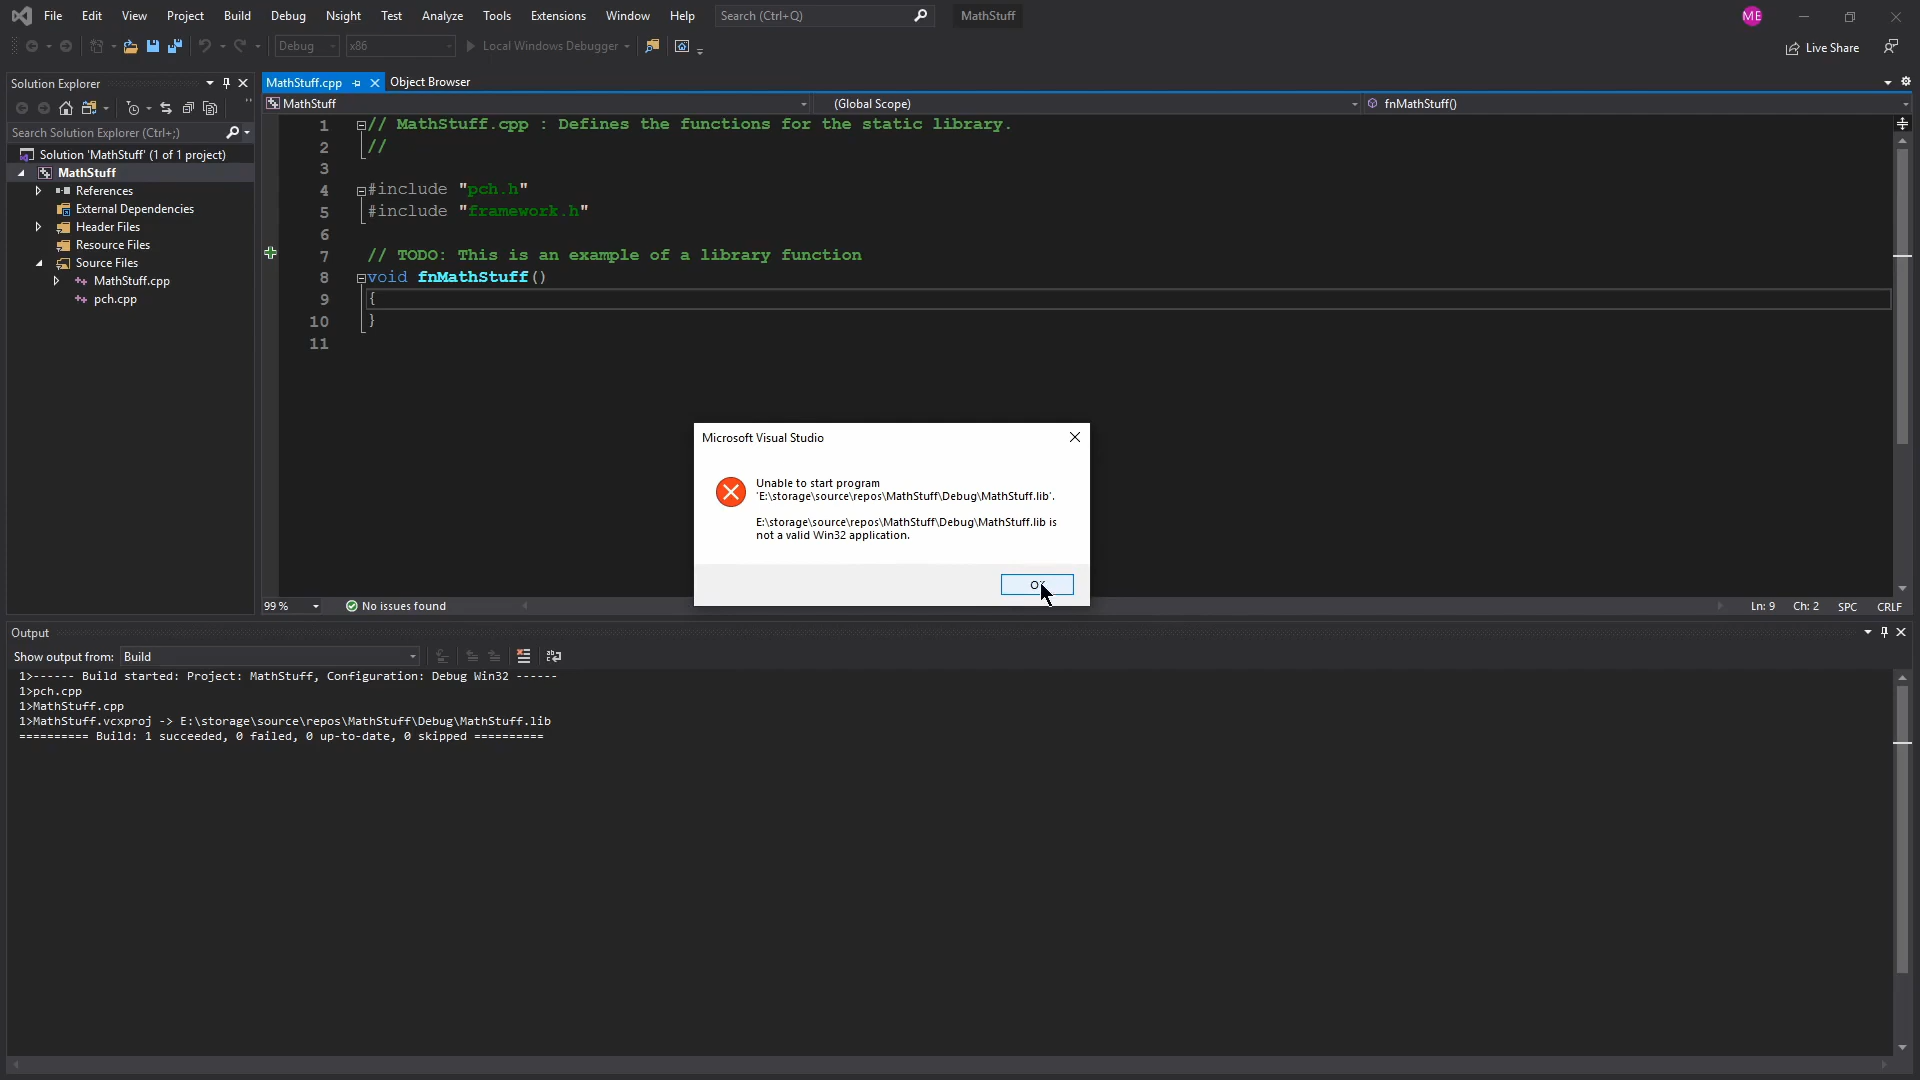 File Edit View Project Build Debug Nsight Test Analyze Tools Extensions Window Help Search (Ctrl+Q) MathStuff ME
Debug x86 Local Windows Debugger Live Share
Solution Explorer
Search Solution Explorer (Ctrl+;)
Solution 'MathStuff' (1 of 1 project)
MathStuff
References
External Dependencies
Header Files
Resource Files
Source Files
MathStuff.cpp
pch.cpp
MathStuff.cpp Object Browser
MathStuff (Global Scope) fnMathStuff()
1 // MathStuff.cpp : Defines the functions for the static library.
2 //
3
4 #include "pch.h"
5 #include "framework.h"
6
7 // TODO: This is an example of a library function
8 void fnMathStuff()
9 {
10 }
11
Microsoft Visual Studio
Unable to start program
'E:\storage\source\repos\MathStuff\Debug\MathStuff.lib'.
E:\storage\source\repos\MathStuff\Debug\MathStuff.lib is
not a valid Win32 application.
OK
99 % No issues found Ln: 9 Ch: 2 SPC CRLF
Output
Show output from: Build
1>------ Build started: Project: MathStuff, Configuration: Debug Win32 ------
1>pch.cpp
1>MathStuff.cpp
1>MathStuff.vcxproj -> E:\storage\source\repos\MathStuff\Debug\MathStuff.lib
========== Build: 1 succeeded, 0 failed, 0 up-to-date, 0 skipped ==========